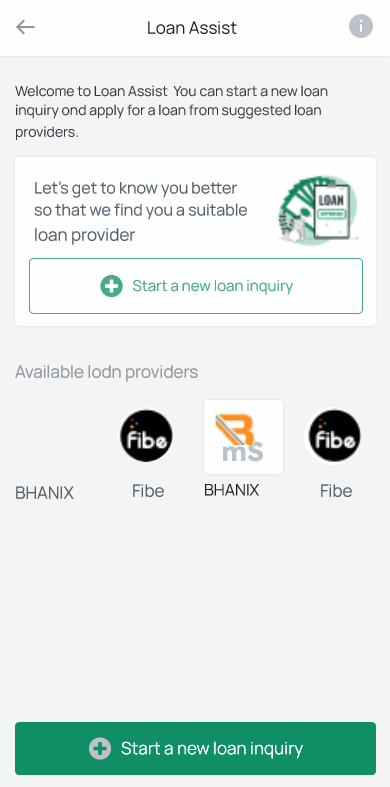 Loan Assist
Welcome to Loan Assist You can start a new loan
inquiry ond apply for a loan from suggested loan
providers.
Let's get to know you better
so that we find you a suitable
loan provider
LOAN
APPROVED
Start a new loan inquiry
Available lodn providers
Fibe
mS
Fibe
BHANIX
Fibe
BHANIX
Fibe
Start a new loan inquiry